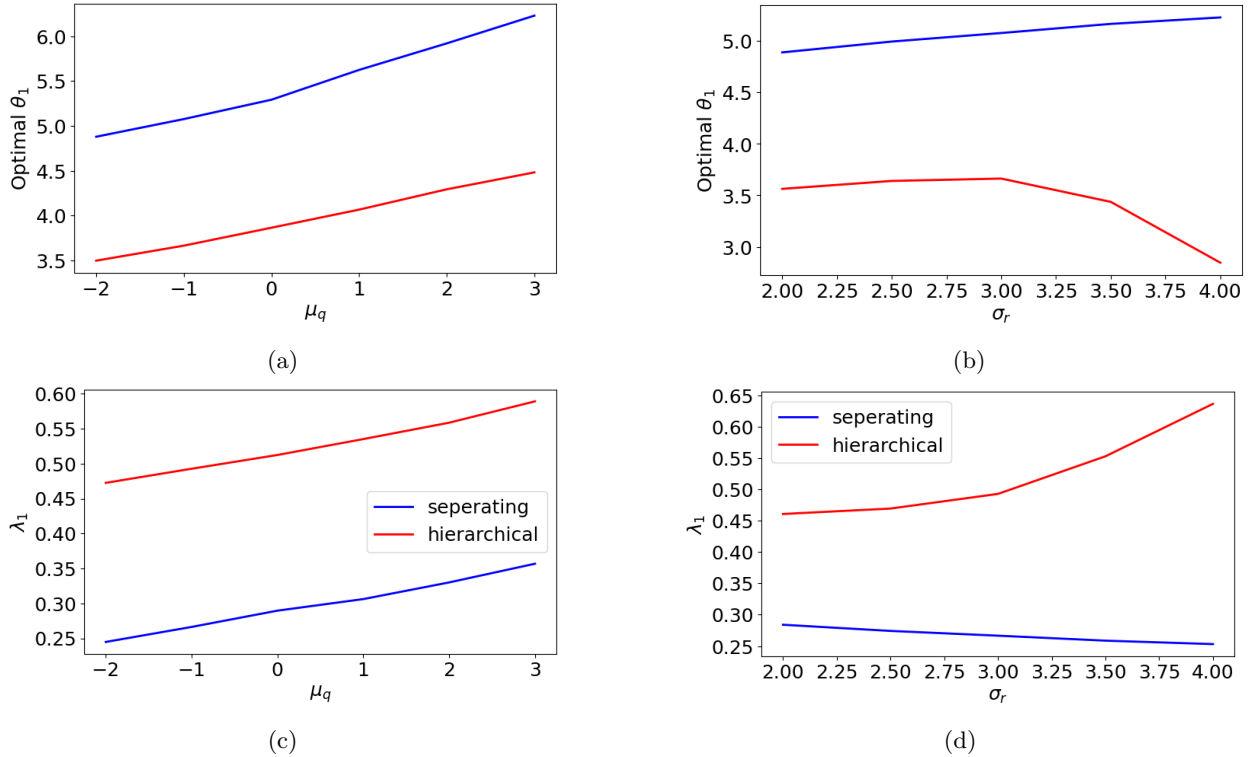 Optimal θ₁
6.0
5.5
5.0
4.5
4.0
3.5
−2 −1 0 1 2 3
μ_q
(a)
Optimal θ₁
5.0
4.5
4.0
3.5
3.0
2.00 2.25 2.50 2.75 3.00 3.25 3.50 3.75 4.00
σ_r
(b)
λ₁
0.60
0.55
0.50
0.45
0.40
0.35
0.30
0.25
seperating
hierarchical
−2 −1 0 1 2 3
μ_q
(c)
λ₁
0.65
0.60
0.55
0.50
0.45
0.40
0.35
0.30
0.25
seperating
hierarchical
2.00 2.25 2.50 2.75 3.00 3.25 3.50 3.75 4.00
σ_r
(d)